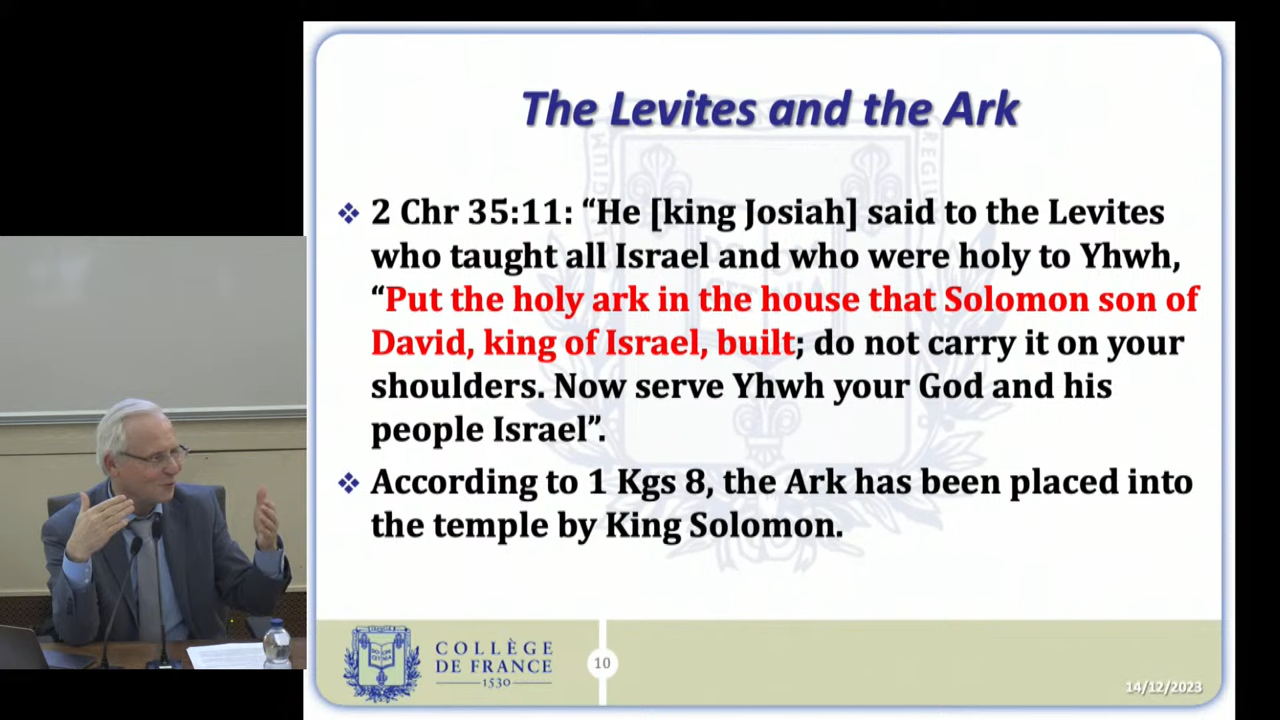 The Levites and the Ark
❖ 2 Chr 35:11: “He [king Josiah] said to the Levites
who taught all Israel and who were holy to Yhwh,
“Put the holy ark in the house that Solomon son of
David, king of Israel, built; do not carry it on your
shoulders. Now serve Yhwh your God and his
people Israel”.
❖ According to 1 Kgs 8, the Ark has been placed into
the temple by King Solomon.
COLLÈGE
DE FRANCE
1530
10
14/12/2023